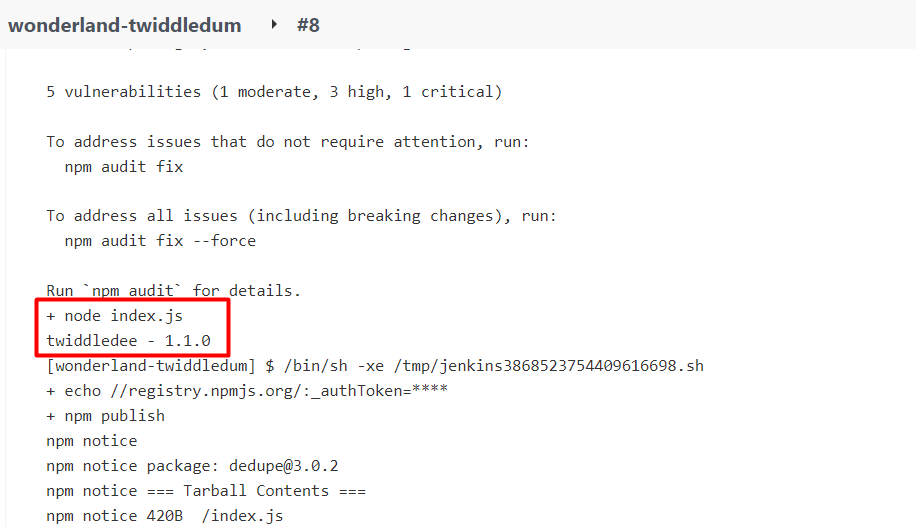 wonderland-twiddledum ▸ #8
5 vulnerabilities (1 moderate, 3 high, 1 critical)
To address issues that do not require attention, run:
npm audit fix
To address all issues (including breaking changes), run:
npm audit fix --force
Run `npm audit` for details.
+ node index.js
twiddledee - 1.1.0
[wonderland-twiddledum] $ /bin/sh -xe /tmp/jenkins3868523754409616698.sh
+ echo //registry.npmjs.org/:_authToken=****
+ npm publish
npm notice
npm notice package: dedupe@3.0.2
npm notice === Tarball Contents ===
npm notice 420B  /index.js